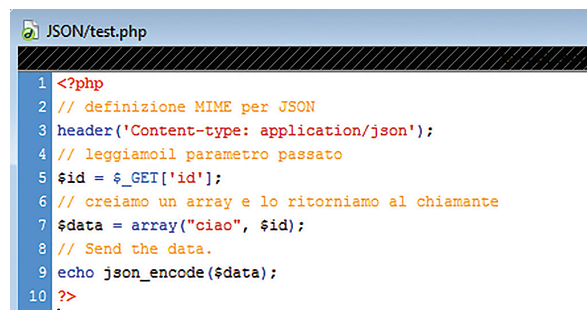 JSON/test.php
1 <?php
2 // definizione MIME per JSON
3 header('Content-type: application/json');
4 // leggiamoil parametro passato
5 $id = $_GET['id'];
6 // creiamo un array e lo ritorniamo al chiamante
7 $data = array("ciao", $id);
8 // Send the data.
9 echo json_encode($data);
10 ?>